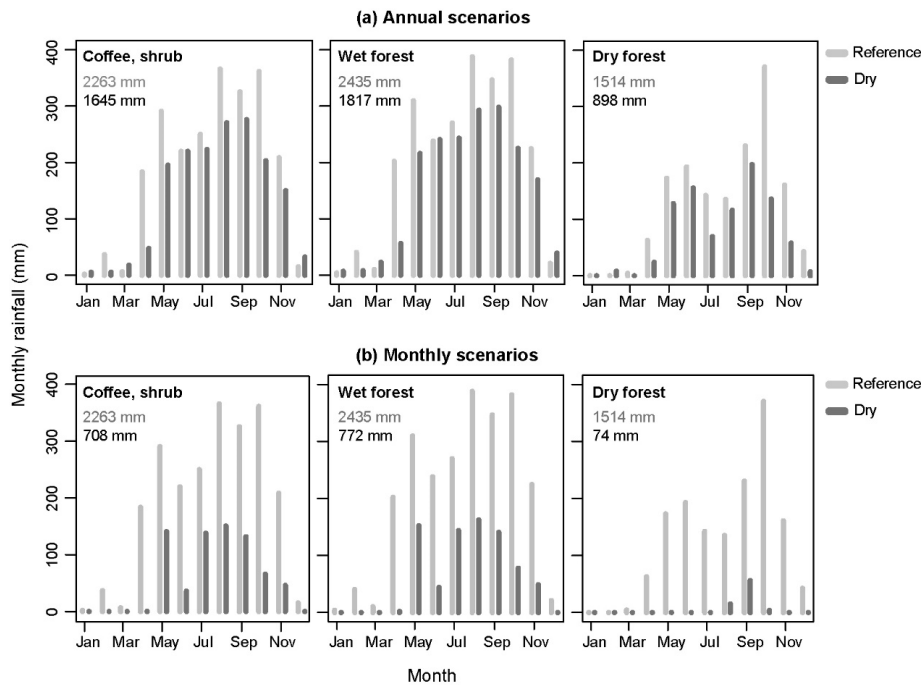 (a) Annual scenarios
Coffee, shrub
2263 mm
1645 mm
Wet forest
2435 mm
1817 mm
Dry forest
1514 mm
898 mm
Reference
Dry
400
300
200
100
0
Jan Mar May Jul Sep Nov
Jan Mar May Jul Sep Nov
Jan Mar May Jul Sep Nov
Monthly rainfall (mm)
(b) Monthly scenarios
Coffee, shrub
2263 mm
708 mm
Wet forest
2435 mm
772 mm
Dry forest
1514 mm
74 mm
Reference
Dry
400
300
200
100
0
Jan Mar May Jul Sep Nov
Jan Mar May Jul Sep Nov
Jan Mar May Jul Sep Nov
Month